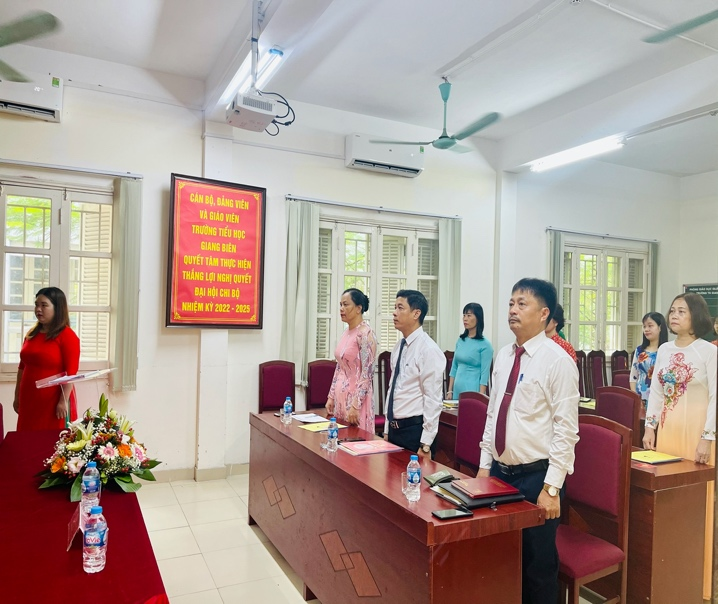 CÁN BỘ, ĐẢNG VIÊN
VÀ GIÁO VIÊN
TRƯỜNG TIỂU HỌC
GIANG BIÊN
QUYẾT TÂM THỰC HIỆN
THẮNG LỢI NGHỊ QUYẾT
ĐẠI HỘI CHI BỘ
NHIỆM KỲ 2022 - 2025